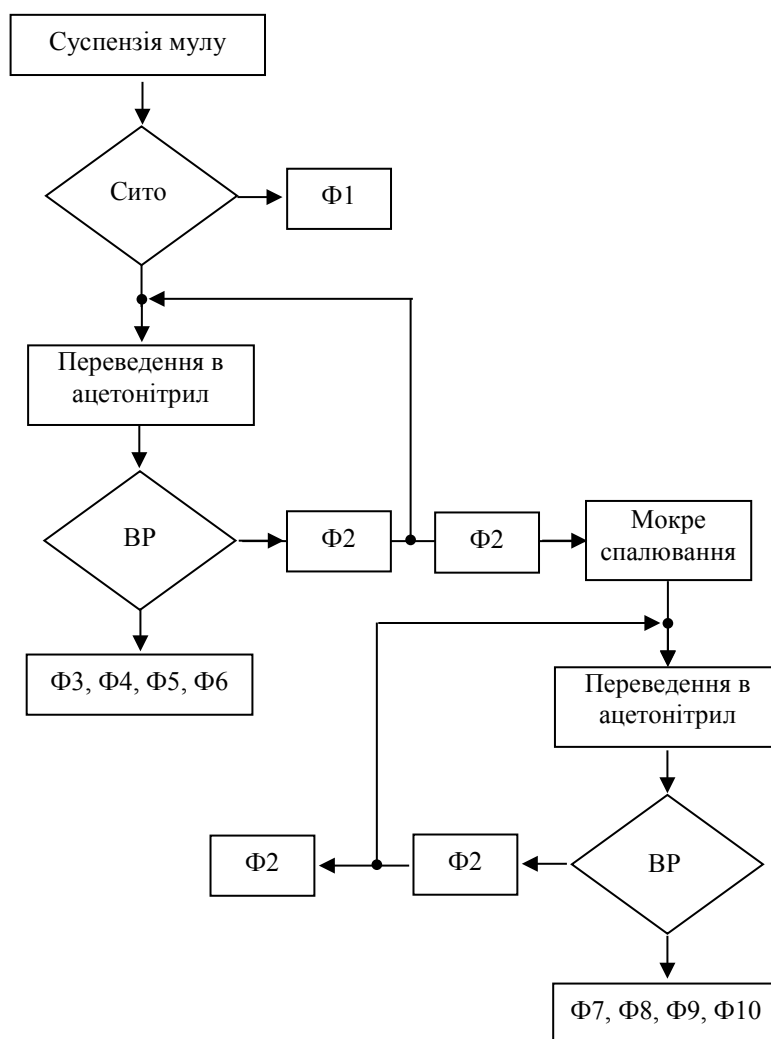 Суспензія мулу
Сито
Ф1
Переведення в
ацетонітрил
ВР
Ф2
Ф2
Мокре
спалювання
Ф3, Ф4, Ф5, Ф6
Переведення в
ацетонітрил
Ф2
Ф2
ВР
Ф7, Ф8, Ф9, Ф10